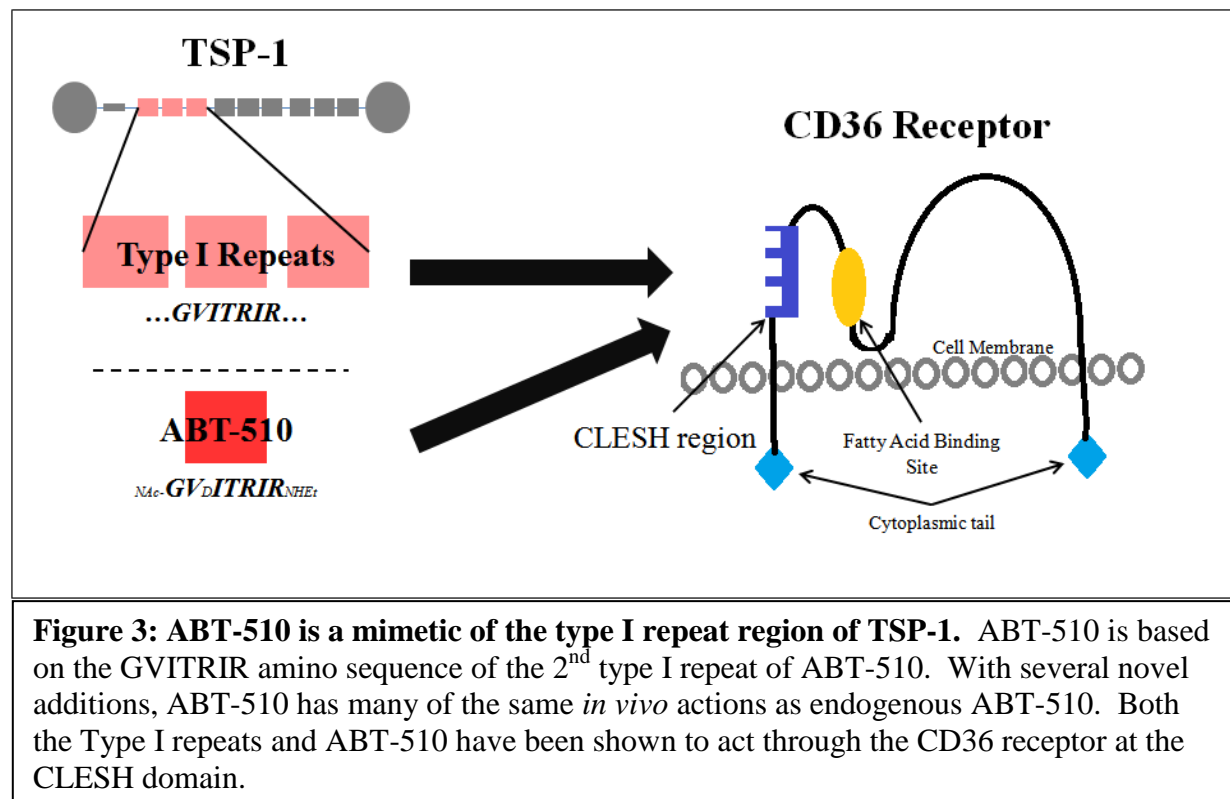 TSP-1
CD36 Receptor
Type I Repeats
...GVITRIR...
ABT-510
NAc-GVDITRIRNHEt
Cell Membrane
CLESH region
Fatty Acid Binding
Site
Cytoplasmic tail
Figure 3: ABT-510 is a mimetic of the type I repeat region of TSP-1. ABT-510 is based
on the GVITRIR amino sequence of the 2nd type I repeat of ABT-510. With several novel
additions, ABT-510 has many of the same in vivo actions as endogenous ABT-510. Both
the Type I repeats and ABT-510 have been shown to act through the CD36 receptor at the
CLESH domain.